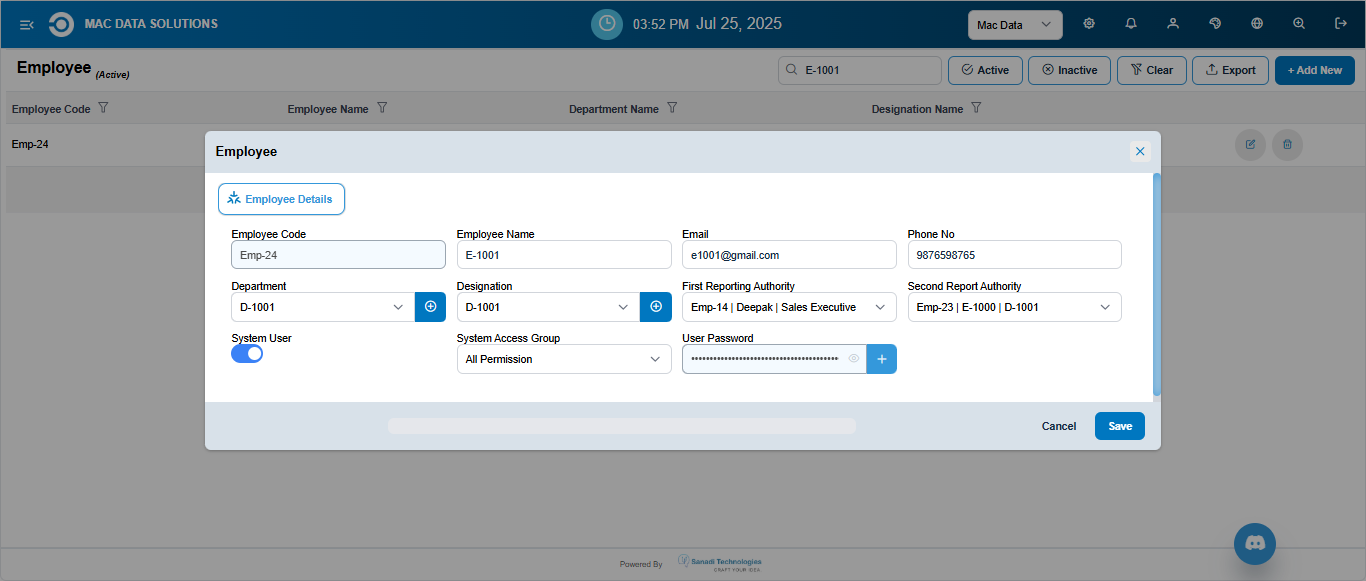 MAC DATA SOLUTIONS 03:52 PM Jul 25, 2025 Mac Data
Employee (Active) E-1001 Active Inactive Clear Export + Add New
Employee Code Employee Name Department Name Designation Name
Emp-24
Employee
Employee Details
Employee Code Employee Name Email Phone No
Emp-24 E-1001 e1001@gmail.com 9876598765
Department Designation First Reporting Authority Second Report Authority
D-1001 D-1001 Emp-14 | Deepak | Sales Executive Emp-23 | E-1000 | D-1001
System User System Access Group User Password
All Permission
Cancel Save
Powered By Sanadi Technologies
CRAFT YOUR IDEA